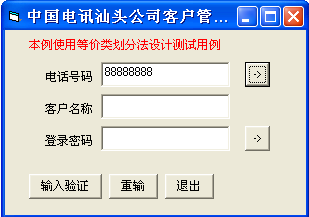 中国电讯汕头公司客户管...
本例使用等价类划分法设计测试用例
电话号码 88888888 ->
客户名称
登录密码 ->
输入验证 重输 退出